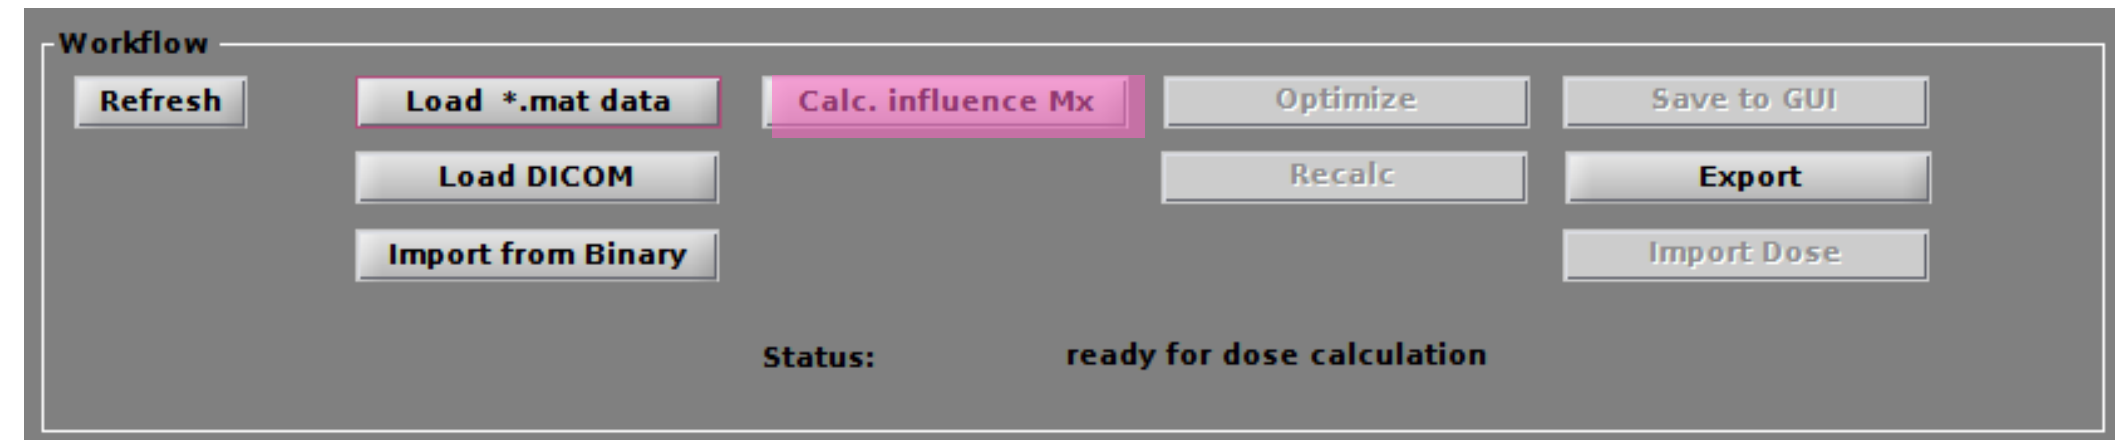 Workflow
Refresh
Load *.mat data
Calc. influence Mx
Optimize
Save to GUI
Load DICOM
Recalc
Export
Import from Binary
Import Dose
Status:
ready for dose calculation